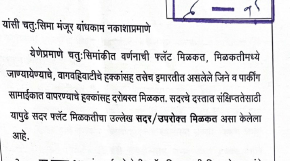 यांसी चतु:सिमा मंजूर बांधकाम नकाशाप्रमाणे
येणेप्रमाणे चतु:सिमांकीत वर्णनाची फ्लॅट मिळकत, मिळकतीमध्ये
जाण्यायेण्याचे, वागवहिवाटीचे हक्कांसह तसेच इमारतीत असलेले जिने व पार्कींग
सामाईकात वापरण्याचे हक्कांसह दरोबस्त मिळकत. सदरचे दस्तात संक्षिप्ततेसाठी
यापुढे सदर फ्लॅट मिळकतीचा उल्लेख सदर/उपरोक्त मिळकत असा केलेला
आहे.